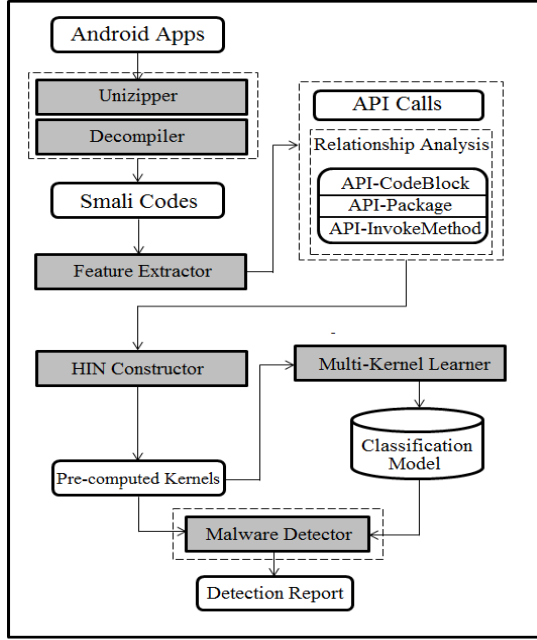 Android Apps
Unizipper
Decompiler
Smali Codes
Feature Extractor
API Calls
Relationship Analysis
API-CodeBlock
API-Package
API-InvokeMethod
HIN Constructor
Multi-Kernel Learner
Classification
Model
Pre-computed Kernels
Malware Detector
Detection Report